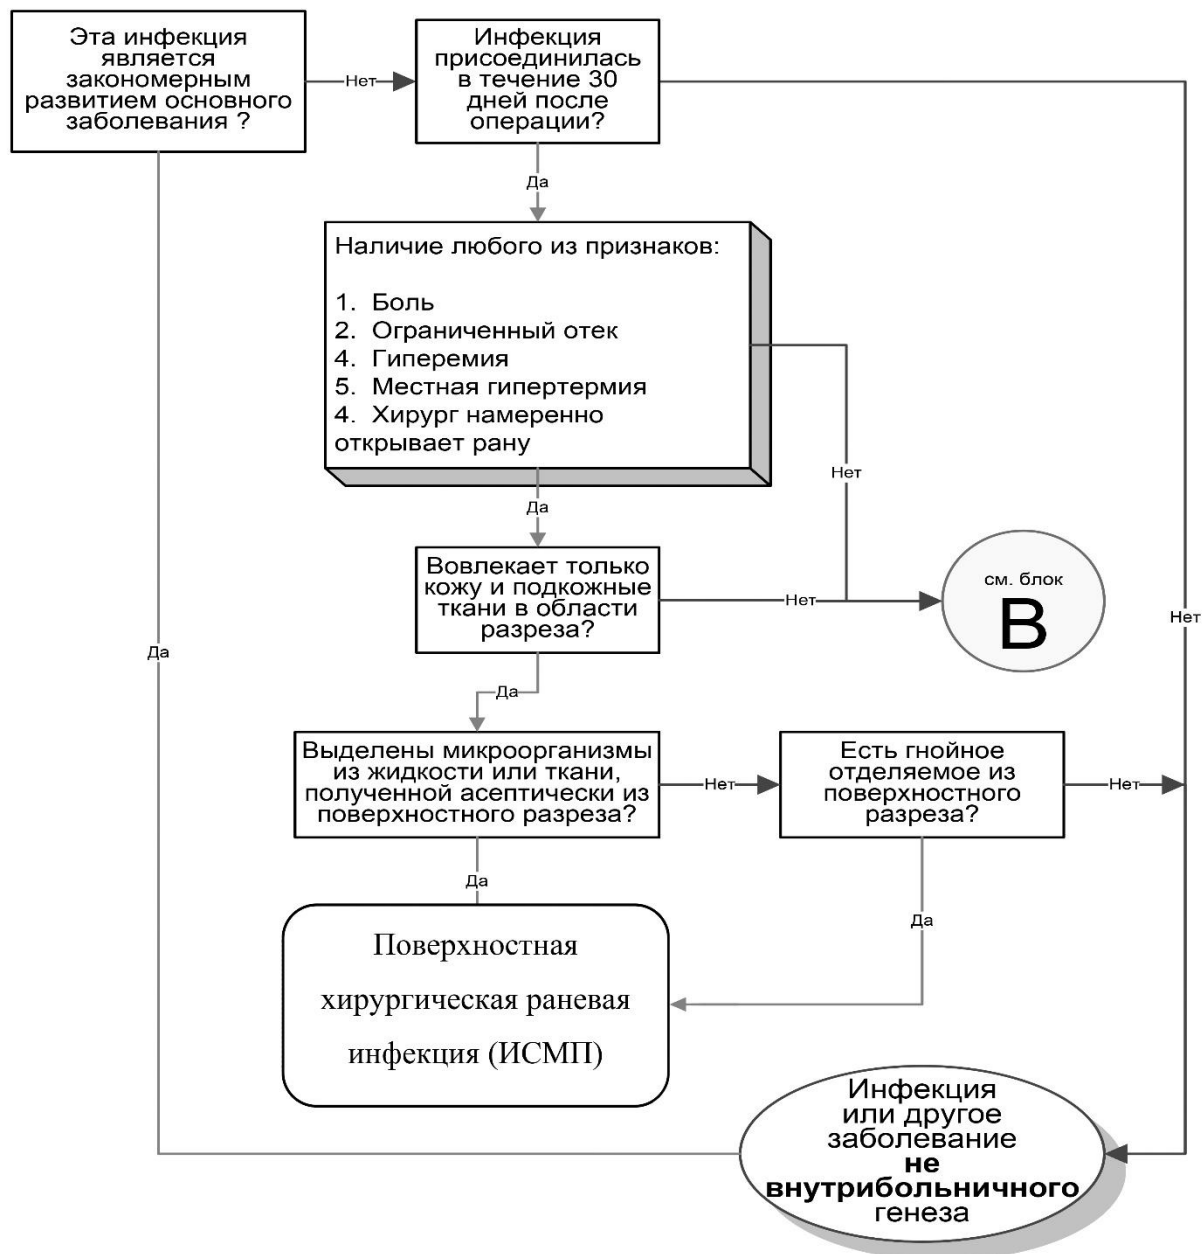 Эта инфекция
является
закономерным
развитием основного
заболевания ?
Нет
Инфекция
присоединилась
в течение 30
дней после
операции?
Да
Наличие любого из признаков:
1. Боль
2. Ограниченный отек
4. Гиперемия
5. Местная гипертермия
4. Хирург намеренно
открывает рану
Нет
Да
Вовлекает только
кожу и подкожные
ткани в области
разреза?
Нет
см. блок
В
Нет
Да
Да
Выделены микроорганизмы
из жидкости или ткани,
полученной асептически из
поверхностного разреза?
Нет
Есть гнойное
отделяемое из
поверхностного
разреза?
Нет
Да
Да
Поверхностная
хирургическая раневая
инфекция (ИСМП)
Инфекция
или другое
заболевание
не
внутрибольничного
генеза